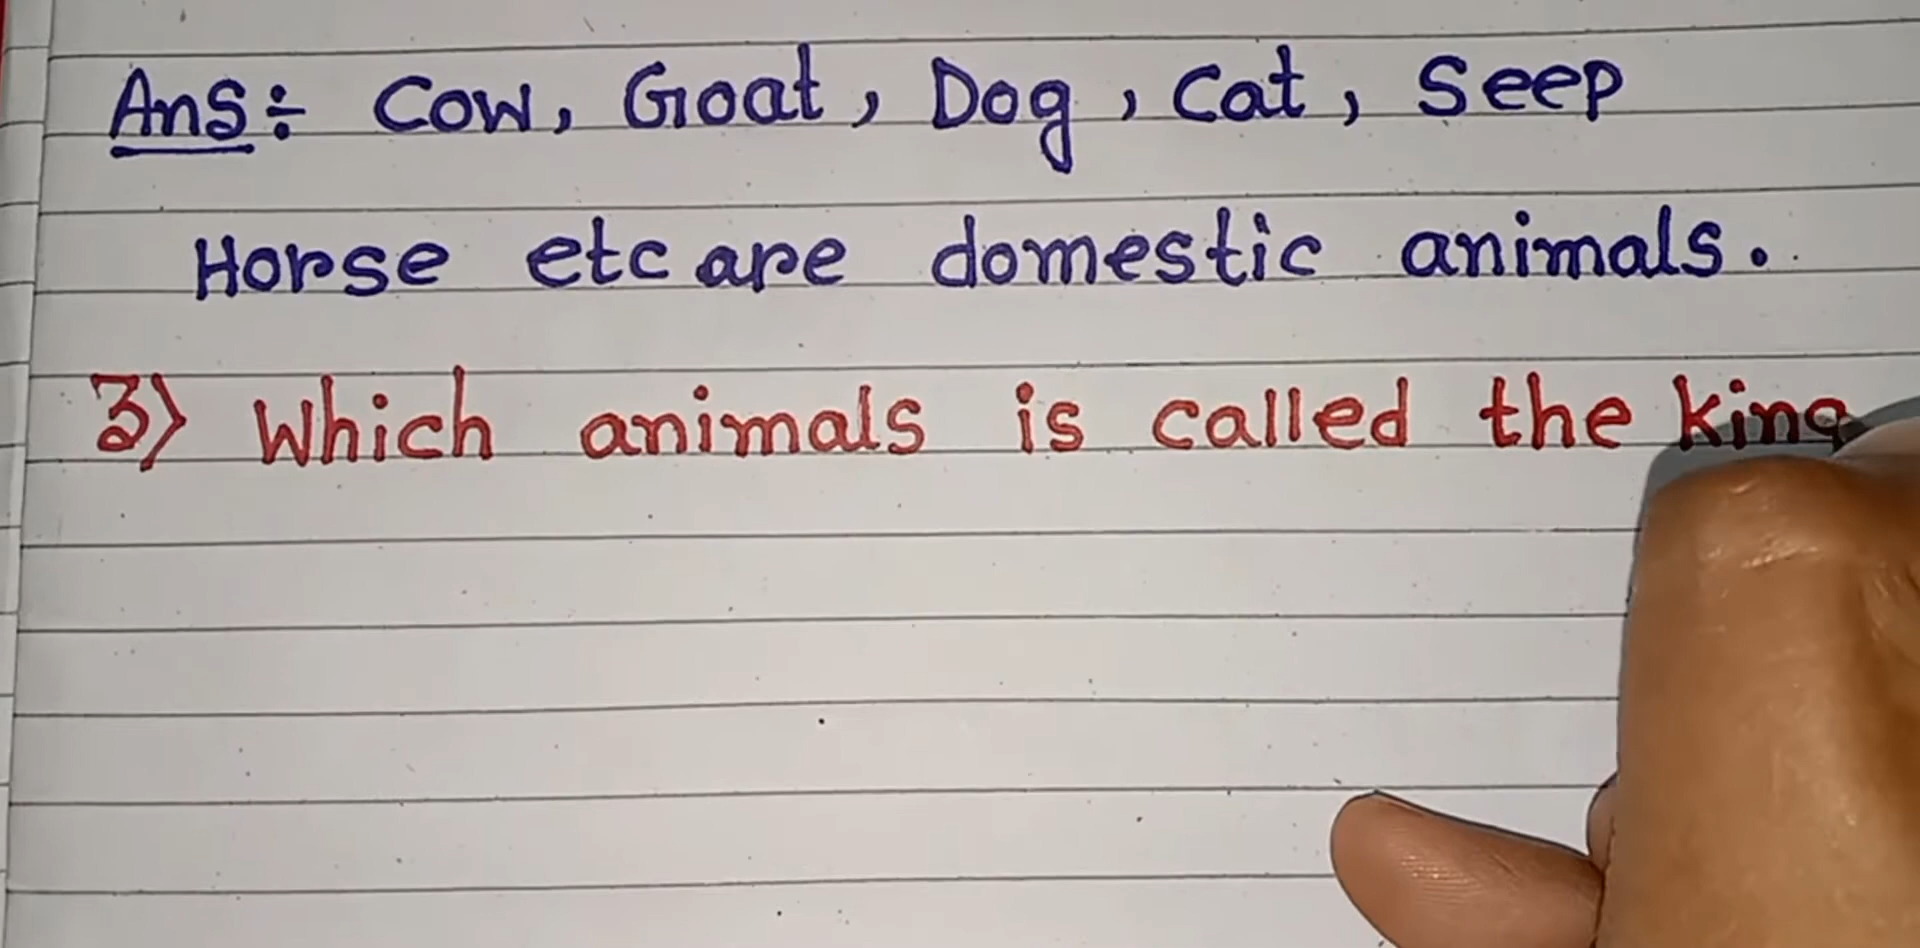 Ans÷ Cow, Goat, Dog, Cat, Seep
Horse etc are domestic animals.
3) Which animals is called the king